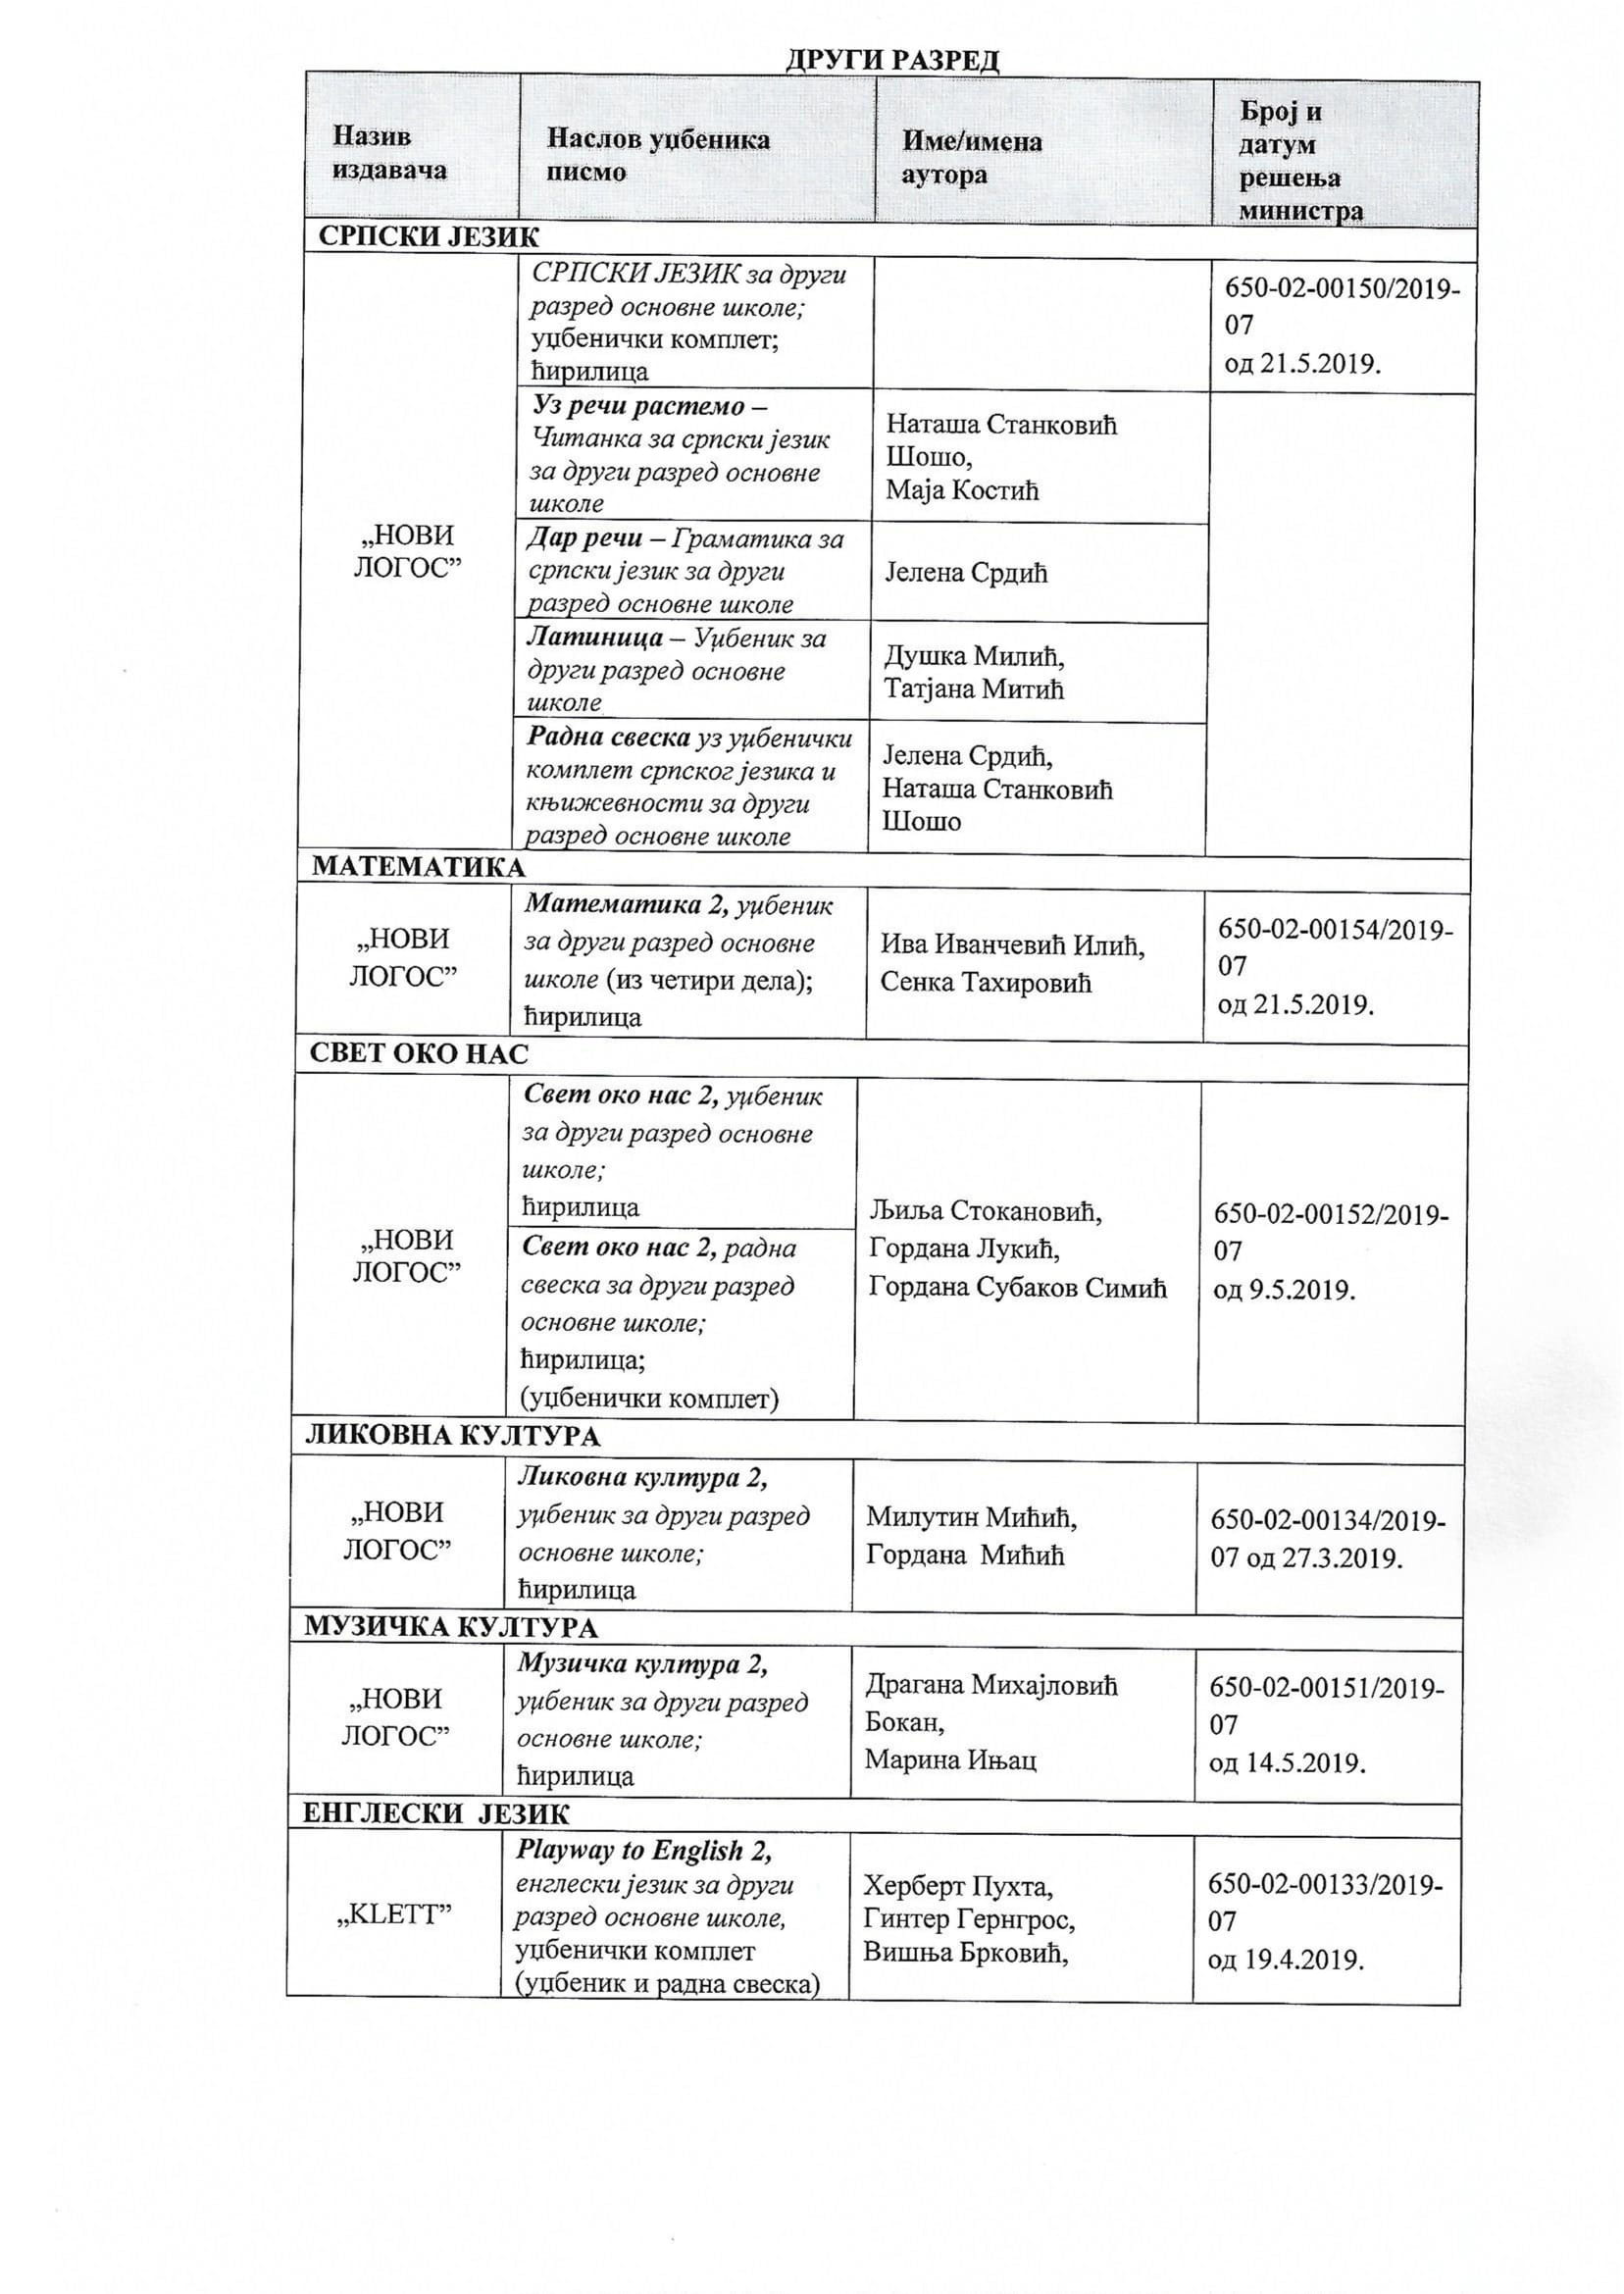 ДРУГИ РАЗРЕД
Назив
издавача
Наслов уџбеника
писмо
Име/имена
аутора
Број и
датум
решења
министра
СРПСКИ ЈЕЗИК
„НОВИ
ЛОГОС”
СРПСКИ ЈЕЗИК за други
разред основне школе;
уџбенички комплет;
ћирилица
650-02-00150/2019-
07
од 21.5.2019.
Уз речи растемо –
Читанка за српски језик
за други разред основне
школе
Наташа Станковић
Шошо,
Маја Костић
Дар речи – Граматика за
српски језик за други
разред основне школе
Јелена Срдић
Латиница – Уџбеник за
други разред основне
школе
Душка Милић,
Татјана Митић
Радна свеска уз уџбенички
комплет српског језика и
књижевности за други
разред основне школе
Јелена Срдић,
Наташа Станковић
Шошо
МАТЕМАТИКА
„НОВИ
ЛОГОС”
Математика 2, уџбеник
за други разред основне
школе (из четири дела);
ћирилица
Ива Иванчевић Илић,
Сенка Тахировић
650-02-00154/2019-
07
од 21.5.2019.
СВЕТ ОКО НАС
„НОВИ
ЛОГОС”
Свет око нас 2, уџбеник
за други разред основне
школе;
ћирилица
Свет око нас 2, радна
свеска за други разред
основне школе;
ћирилица;
(уџбенички комплет)
Љиља Стокановић,
Гордана Лукић,
Гордана Субаков Симић
650-02-00152/2019-
07
од 9.5.2019.
ЛИКОВНА КУЛТУРА
„НОВИ
ЛОГОС”
Ликовна култура 2,
уџбеник за други разред
основне школе;
ћирилица
Милутин Мићић,
Гордана Мићић
650-02-00134/2019-
07 од 27.3.2019.
МУЗИЧКА КУЛТУРА
„НОВИ
ЛОГОС”
Музичка култура 2,
уџбеник за други разред
основне школе;
ћирилица
Драгана Михајловић
Бокан,
Марина Ињац
650-02-00151/2019-
07
од 14.5.2019.
ЕНГЛЕСКИ ЈЕЗИК
„KLETT”
Playway to English 2,
енглески језик за други
разред основне школе,
уџбенички комплет
(уџбеник и радна свеска)
Херберт Пухта,
Гинтер Гернгрос,
Вишња Брковић,
650-02-00133/2019-
07
од 19.4.2019.